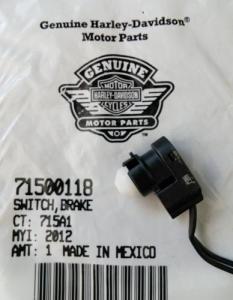 Genuine Harley-Davidson®
Motor Parts
GENUINE
MOTOR
HARLEY-DAVIDSON
CYCLES
MOTOR PARTS
71500118
SWITCH,BRAKE
CT: 715A1
MYI: 2012
AMT: 1 MADE IN MEXICO